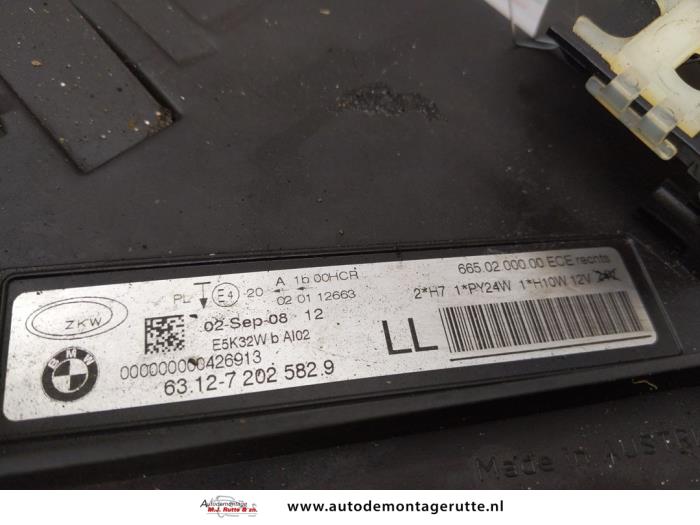 ZKW
PL E4 20 A 1b 00HCR
02 01 12663
02-Sep-08 12
E5K32W b AI02
000000000426913
63.12-7 202 582.9
BMW
665.02.000.00 ECE rechts
2*H7 1*PY24W 1*H10W 12V
LL
Made in AUSTR
Autodemontage
M.J. Rutte & zn.
www.autodemontagerutte.nl